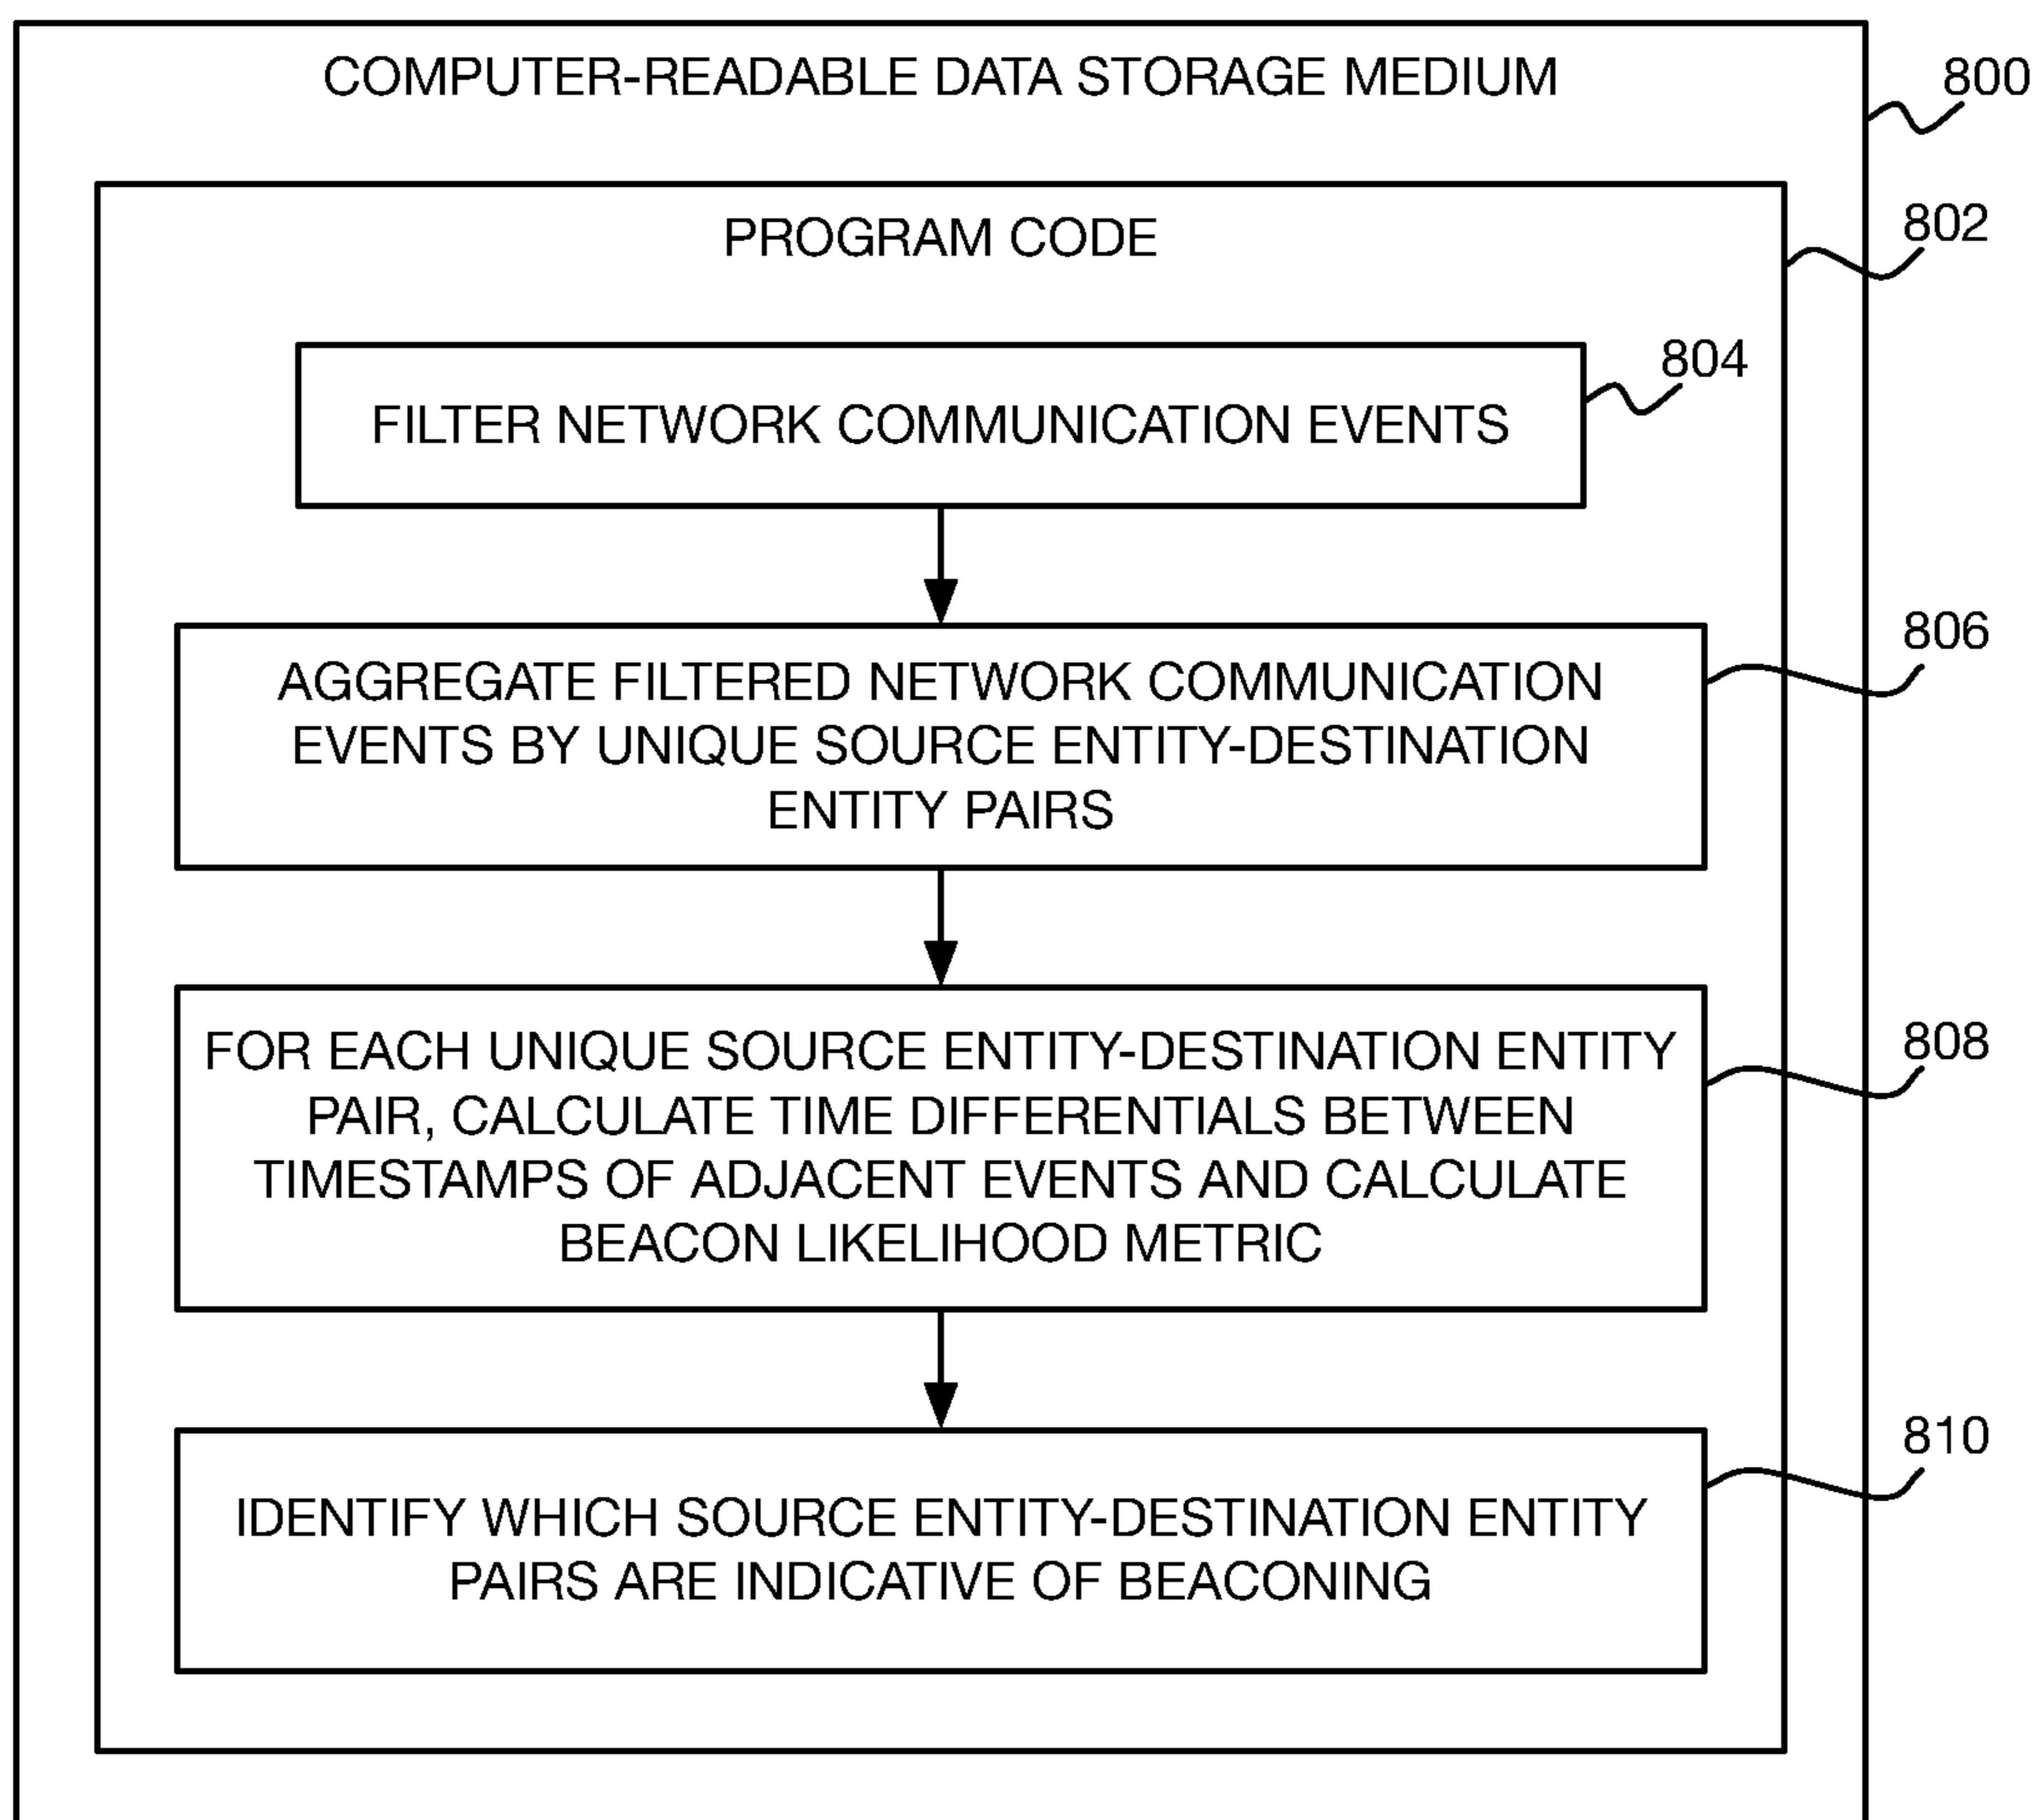 COMPUTER-READABLE DATA STORAGE MEDIUM
800
PROGRAM CODE
802
FILTER NETWORK COMMUNICATION EVENTS
804
AGGREGATE FILTERED NETWORK COMMUNICATION
EVENTS BY UNIQUE SOURCE ENTITY-DESTINATION
ENTITY PAIRS
806
FOR EACH UNIQUE SOURCE ENTITY-DESTINATION ENTITY
PAIR, CALCULATE TIME DIFFERENTIALS BETWEEN
TIMESTAMPS OF ADJACENT EVENTS AND CALCULATE
BEACON LIKELIHOOD METRIC
808
IDENTIFY WHICH SOURCE ENTITY-DESTINATION ENTITY
PAIRS ARE INDICATIVE OF BEACONING
810